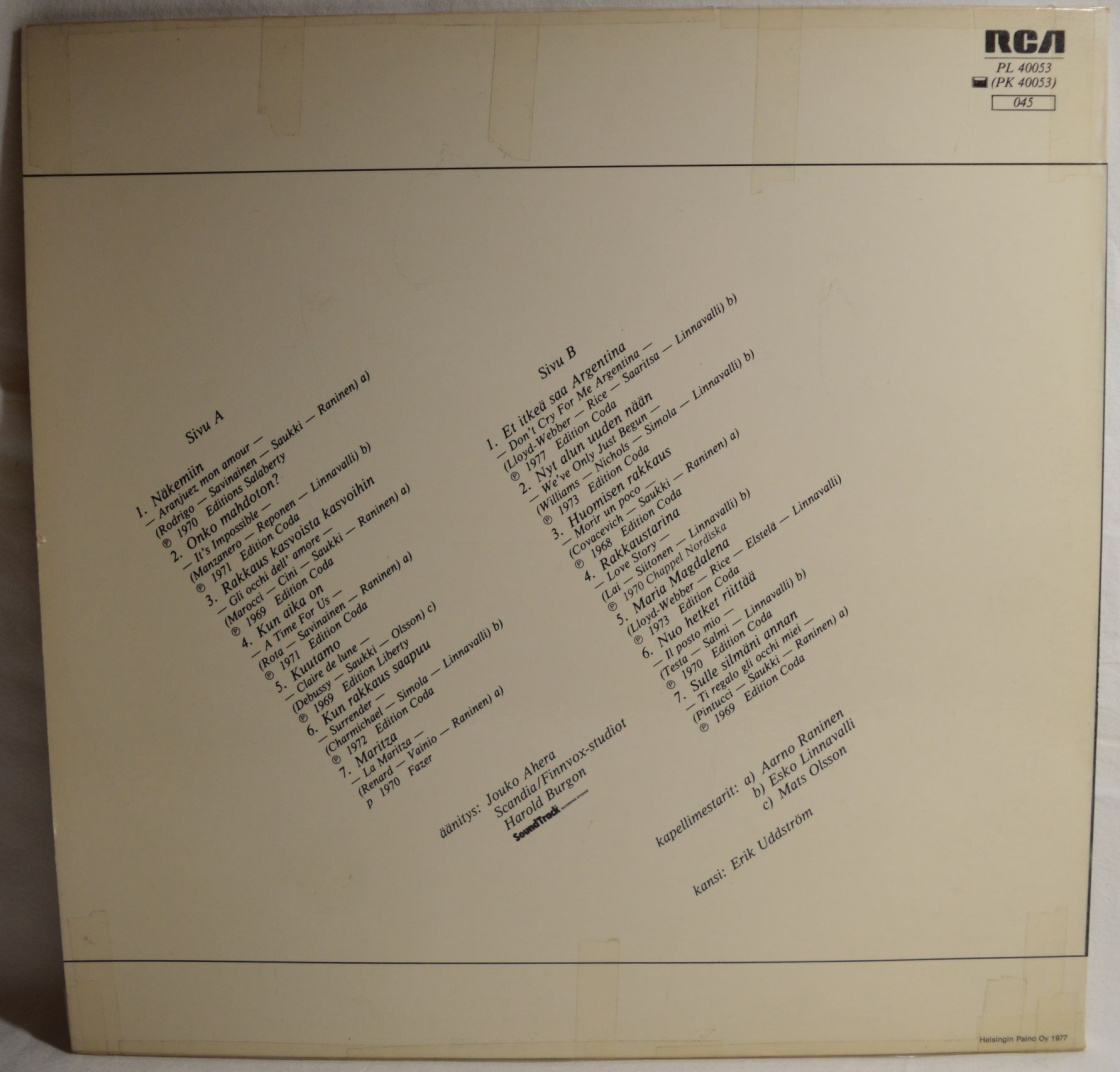 RCA
PL 40053
(PK 40053)
045
Sivu A
1. Näkemiin
— Aranjuez mon amour —
(Rodrigo — Savinainen — Saukki — Raninen) a)
℗ 1970 Editions Salaberty
2. Onko mahdoton?
— It's Impossible —
(Manzanero — Reponen — Linnavalli) b)
℗ 1971 Edition Coda
3. Rakkaus kasvoista kasvoihin
— Gli occhi dell' amore —
(Marocci — Cini — Saukki — Raninen) a)
℗ 1969 Edition Coda
4. Kun aika on
— A Time For Us —
(Rota — Savinainen — Raninen) a)
℗ 1971 Edition Coda
5. Kuutamo
— Claire de lune —
(Debussy — Saukki — Olsson) c)
℗ 1969 Edition Liberty
6. Kun rakkaus saapuu
— Surrender —
(Charmichael — Simola — Linnavalli) b)
℗ 1972 Edition Coda
7. Maritza
— La Maritza —
(Renard — Vainio — Raninen) a)
p 1970 Fazer
Sivu B
1. Et itkeä saa Argentina
— Don't Cry For Me Argentina —
(Lloyd-Webber — Rice — Saaritsa — Linnavalli) b)
℗ 1977 Edition Coda
2. Nyt alun uuden nään
— We've Only Just Begun —
(Williams — Nichols — Simola — Linnavalli) b)
℗ 1973 Edition Coda
3. Huomisen rakkaus
— Morir un poco —
(Covacevich — Saukki — Raninen) a)
℗ 1968 Edition Coda
4. Rakkaustarina
— Love Story —
(Lai — Siitonen — Linnavalli) b)
℗ 1970 Chappel Nordiska
5. Maria Magdalena
(Lloyd-Webber — Rice — Elstelä — Linnavalli)
℗ 1973 Edition Coda
6. Nuo hetket riittää
— Il posto mio —
(Testa — Salmi — Linnavalli) b)
℗ 1970 Edition Coda
7. Sulle silmäni annan
— Ti regalo gli occhi miei —
(Pintucci — Saukki — Raninen) a)
℗ 1969 Edition Coda
äänitys: Jouko Ahera
Scandia/Finnvox-studiot
Harold Burgon
SoundTrack
kapellimestarit: a) Aarno Raninen
b) Esko Linnavalli
c) Mats Olsson
kansi: Erik Uddström
Helsingin Paino Oy 1977